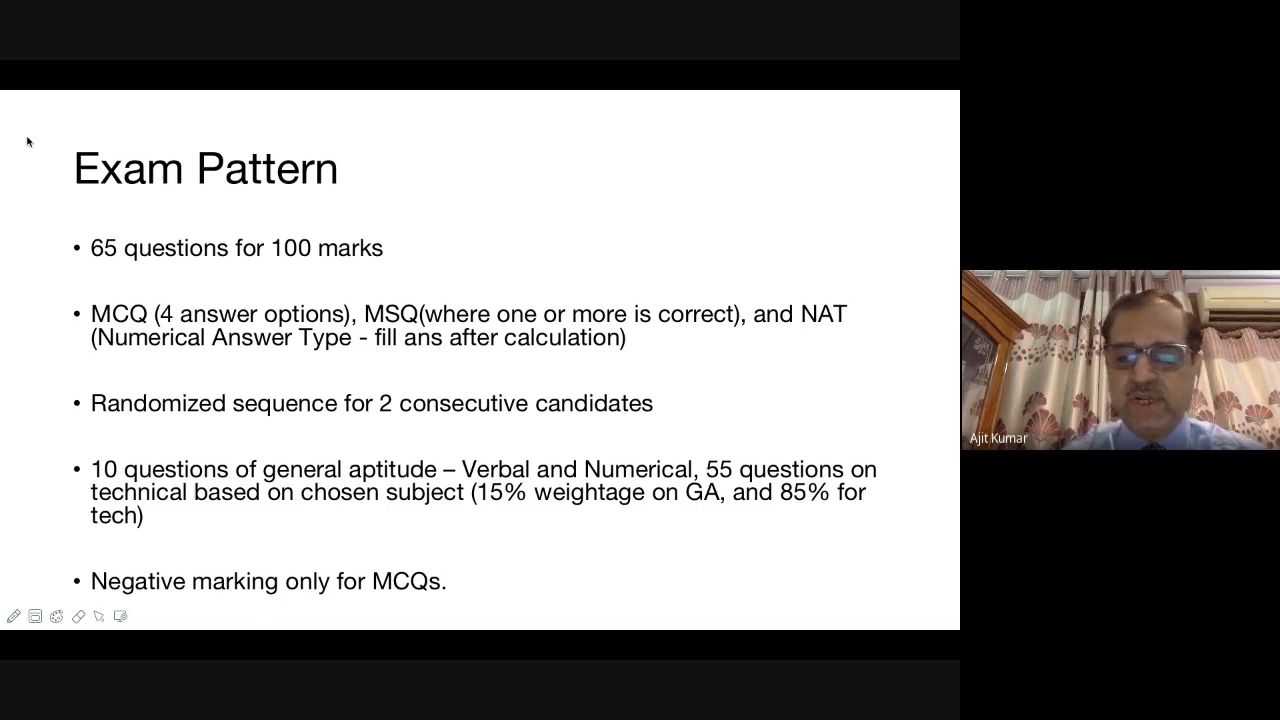 Exam Pattern
• 65 questions for 100 marks
• MCQ (4 answer options), MSQ(where one or more is correct), and NAT
(Numerical Answer Type - fill ans after calculation)
• Randomized sequence for 2 consecutive candidates
• 10 questions of general aptitude – Verbal and Numerical, 55 questions on
technical based on chosen subject (15% weightage on GA, and 85% for
tech)
• Negative marking only for MCQs.
Ajit Kumar